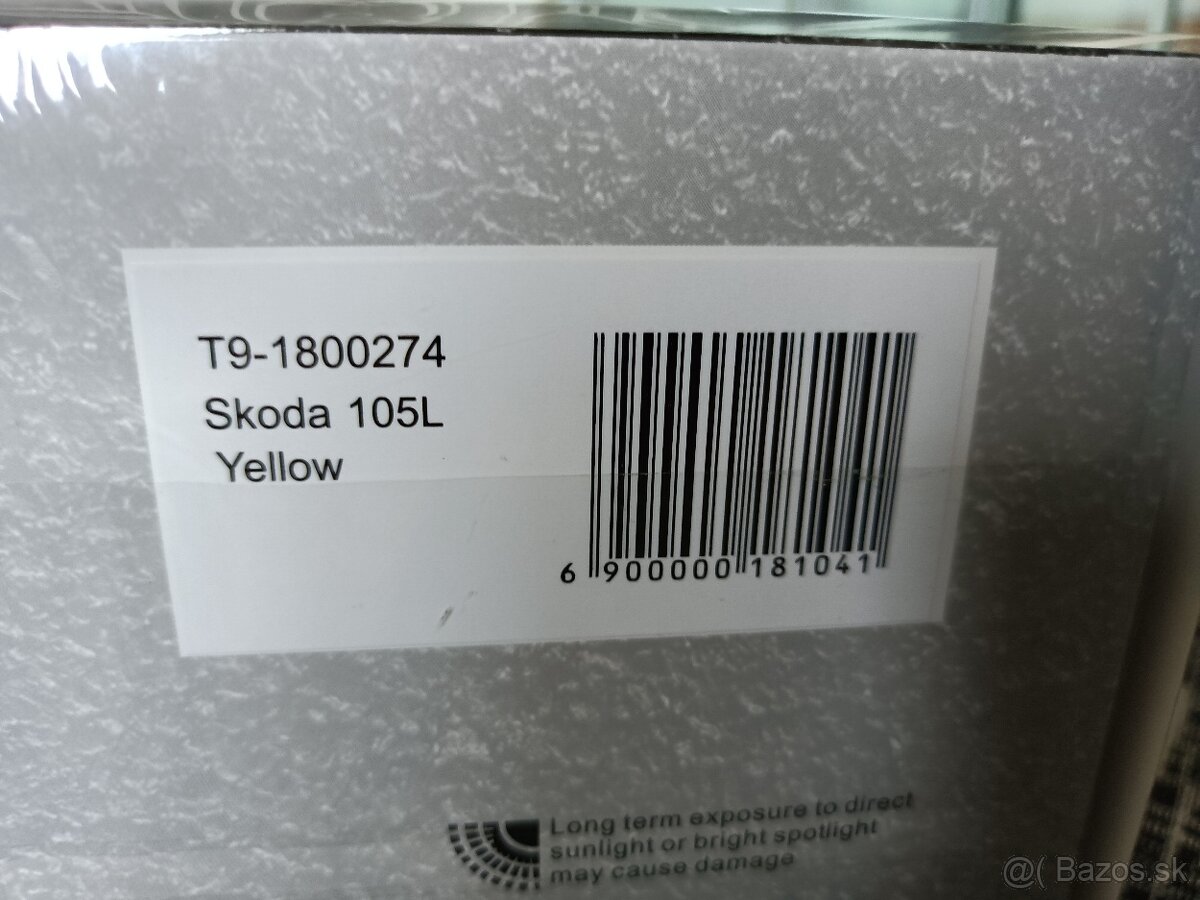 T9-1800274
Skoda 105L
Yellow
6 900000 181041
Long term exposure to direct
sunlight or bright spotlight
may cause damage
@( Bazos.sk